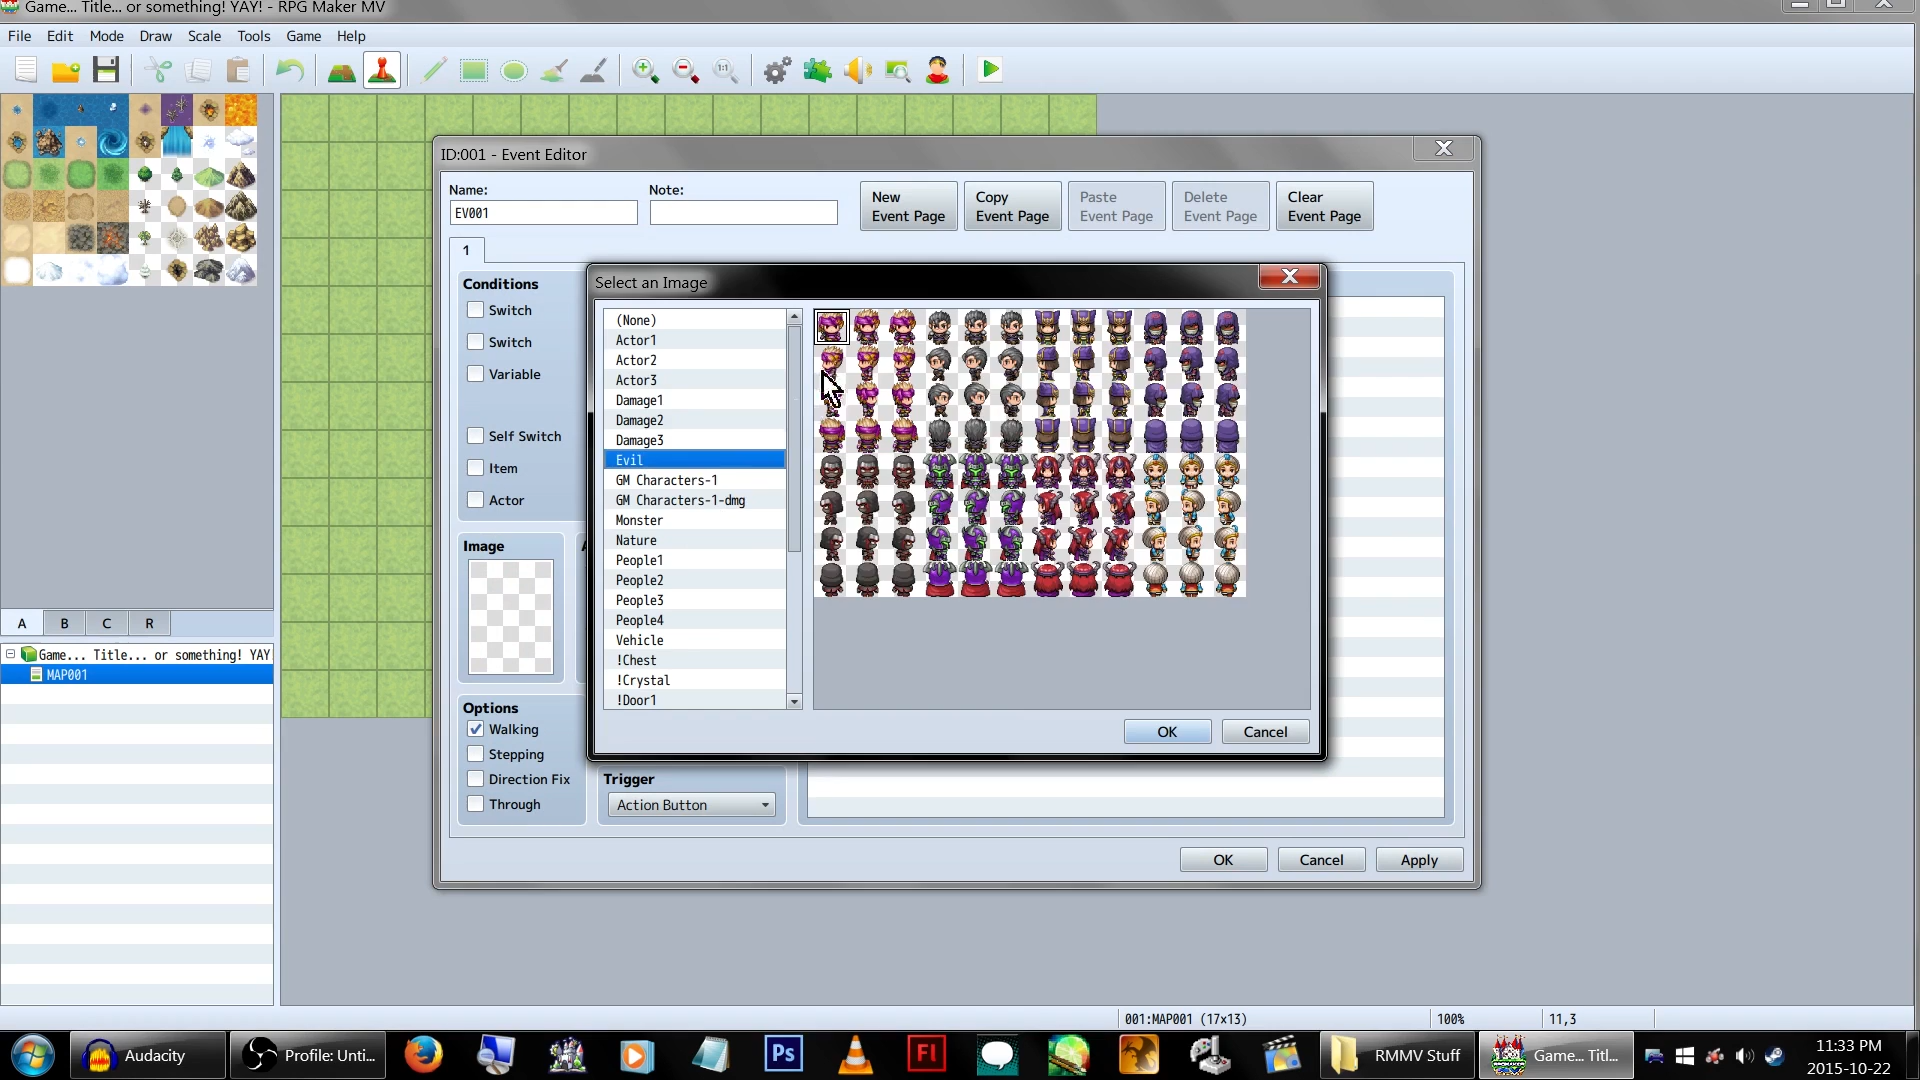 Game... Title... or something! YAY! - RPG Maker MV
File Edit Mode Draw Scale Tools Game Help
1:1
ID:001 - Event Editor
Name: Note:
EV001
New Event Page
Copy Event Page
Paste Event Page
Delete Event Page
Clear Event Page
1
Conditions
Switch
Switch
Variable
Self Switch
Item
Actor
Image
Options
Walking
Stepping
Direction Fix
Through
Trigger
Action Button
OK Cancel Apply
Select an Image
(None)
Actor1
Actor2
Actor3
Damage1
Damage2
Damage3
Evil
GM Characters-1
GM Characters-1-dmg
Monster
Nature
People1
People2
People3
People4
Vehicle
!Chest
!Crystal
!Door1
OK Cancel
A B C R
Game... Title... or something! YAY
MAP001
001:MAP001 (17x13) 100% 11,3
Audacity
Profile: Unti...
Ps
Fl
RMMV Stuff
Game... Titl...
11:33 PM
2015-10-22